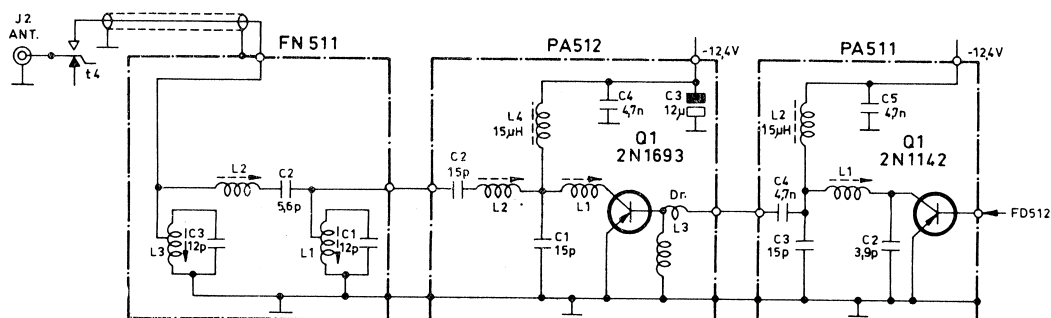 J2
ANT.
t4
FN 511
L2
C2
5,6p
L3
C3
12p
L1
C1
12p
PA512
-12,4V
C4
4,7n
C3
12μ
L4
15μH
Q1
2N1693
C2
15p
L2
L1
Dr.
L3
C1
15p
PA511
-12,4V
L2
15μH
C5
4,7n
Q1
2N1142
C4
4,7n
L1
C3
15p
C2
3,9p
FD512